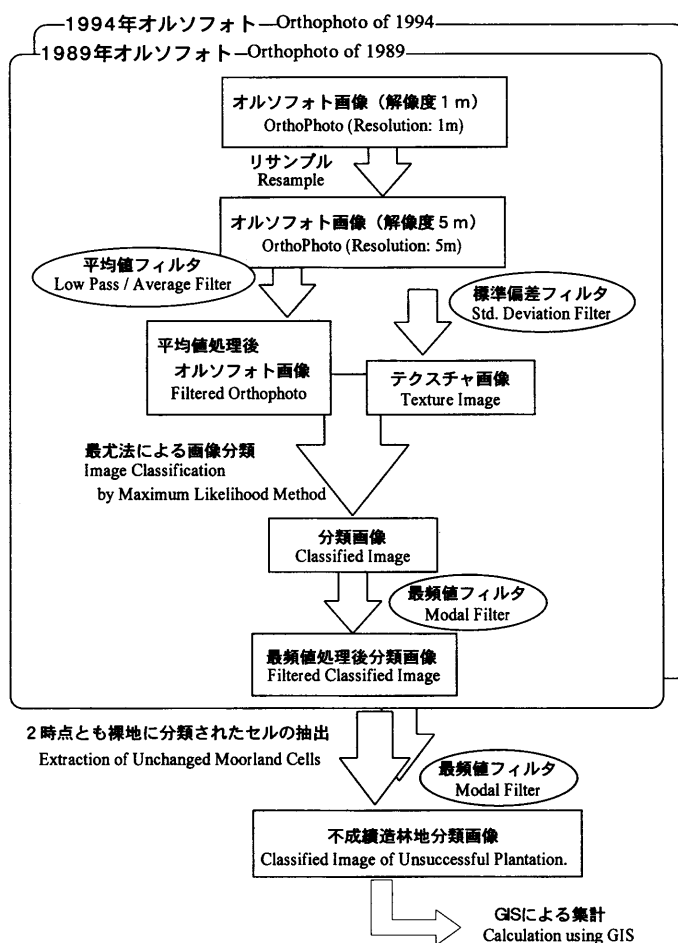 1994年オルソフォト—Orthophoto of 1994
1989年オルソフォト—Orthophoto of 1989
オルソフォト画像（解像度１ｍ）
OrthoPhoto (Resolution: 1m)
リサンプル
Resample
オルソフォト画像（解像度５ｍ）
OrthoPhoto (Resolution: 5m)
平均値フィルタ
Low Pass / Average Filter
標準偏差フィルタ
Std. Deviation Filter
平均値処理後
オルソフォト画像
Filtered Orthophoto
テクスチャ画像
Texture Image
最尤法による画像分類
Image Classification
by Maximum Likelihood Method
分類画像
Classified Image
最頻値フィルタ
Modal Filter
最頻値処理後分類画像
Filtered Classified Image
２時点とも裸地に分類されたセルの抽出
Extraction of Unchanged Moorland Cells
最頻値フィルタ
Modal Filter
不成績造林地分類画像
Classified Image of Unsuccessful Plantation.
GISによる集計
Calculation using GIS